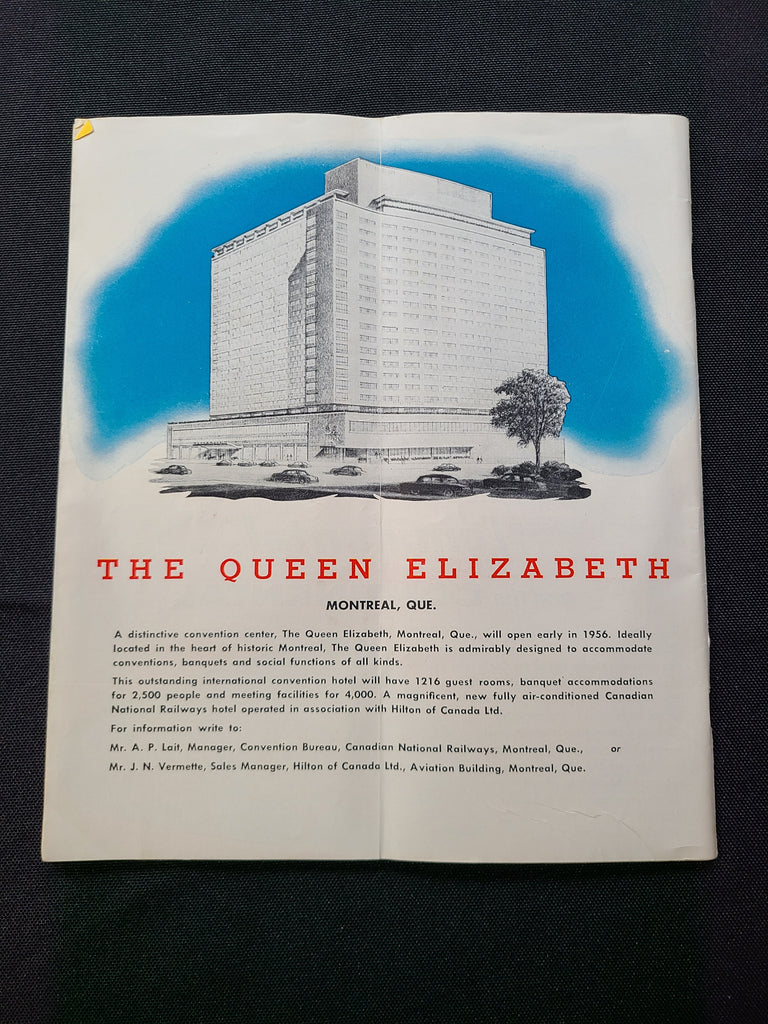 THE QUEEN ELIZABETH
MONTREAL, QUE.
A distinctive convention center, The Queen Elizabeth, Montreal, Que., will open early in 1956. Ideally
located in the heart of historic Montreal, The Queen Elizabeth is admirably designed to accommodate
conventions, banquets and social functions of all kinds.
This outstanding international convention hotel will have 1216 guest rooms, banquet accommodations
for 2,500 people and meeting facilities for 4,000. A magnificent, new fully air-conditioned Canadian
National Railways hotel operated in association with Hilton of Canada Ltd.
For information write to:
Mr. A. P. Lait, Manager, Convention Bureau, Canadian National Railways, Montreal, Que., or
Mr. J. N. Vermette, Sales Manager, Hilton of Canada Ltd., Aviation Building, Montreal, Que.